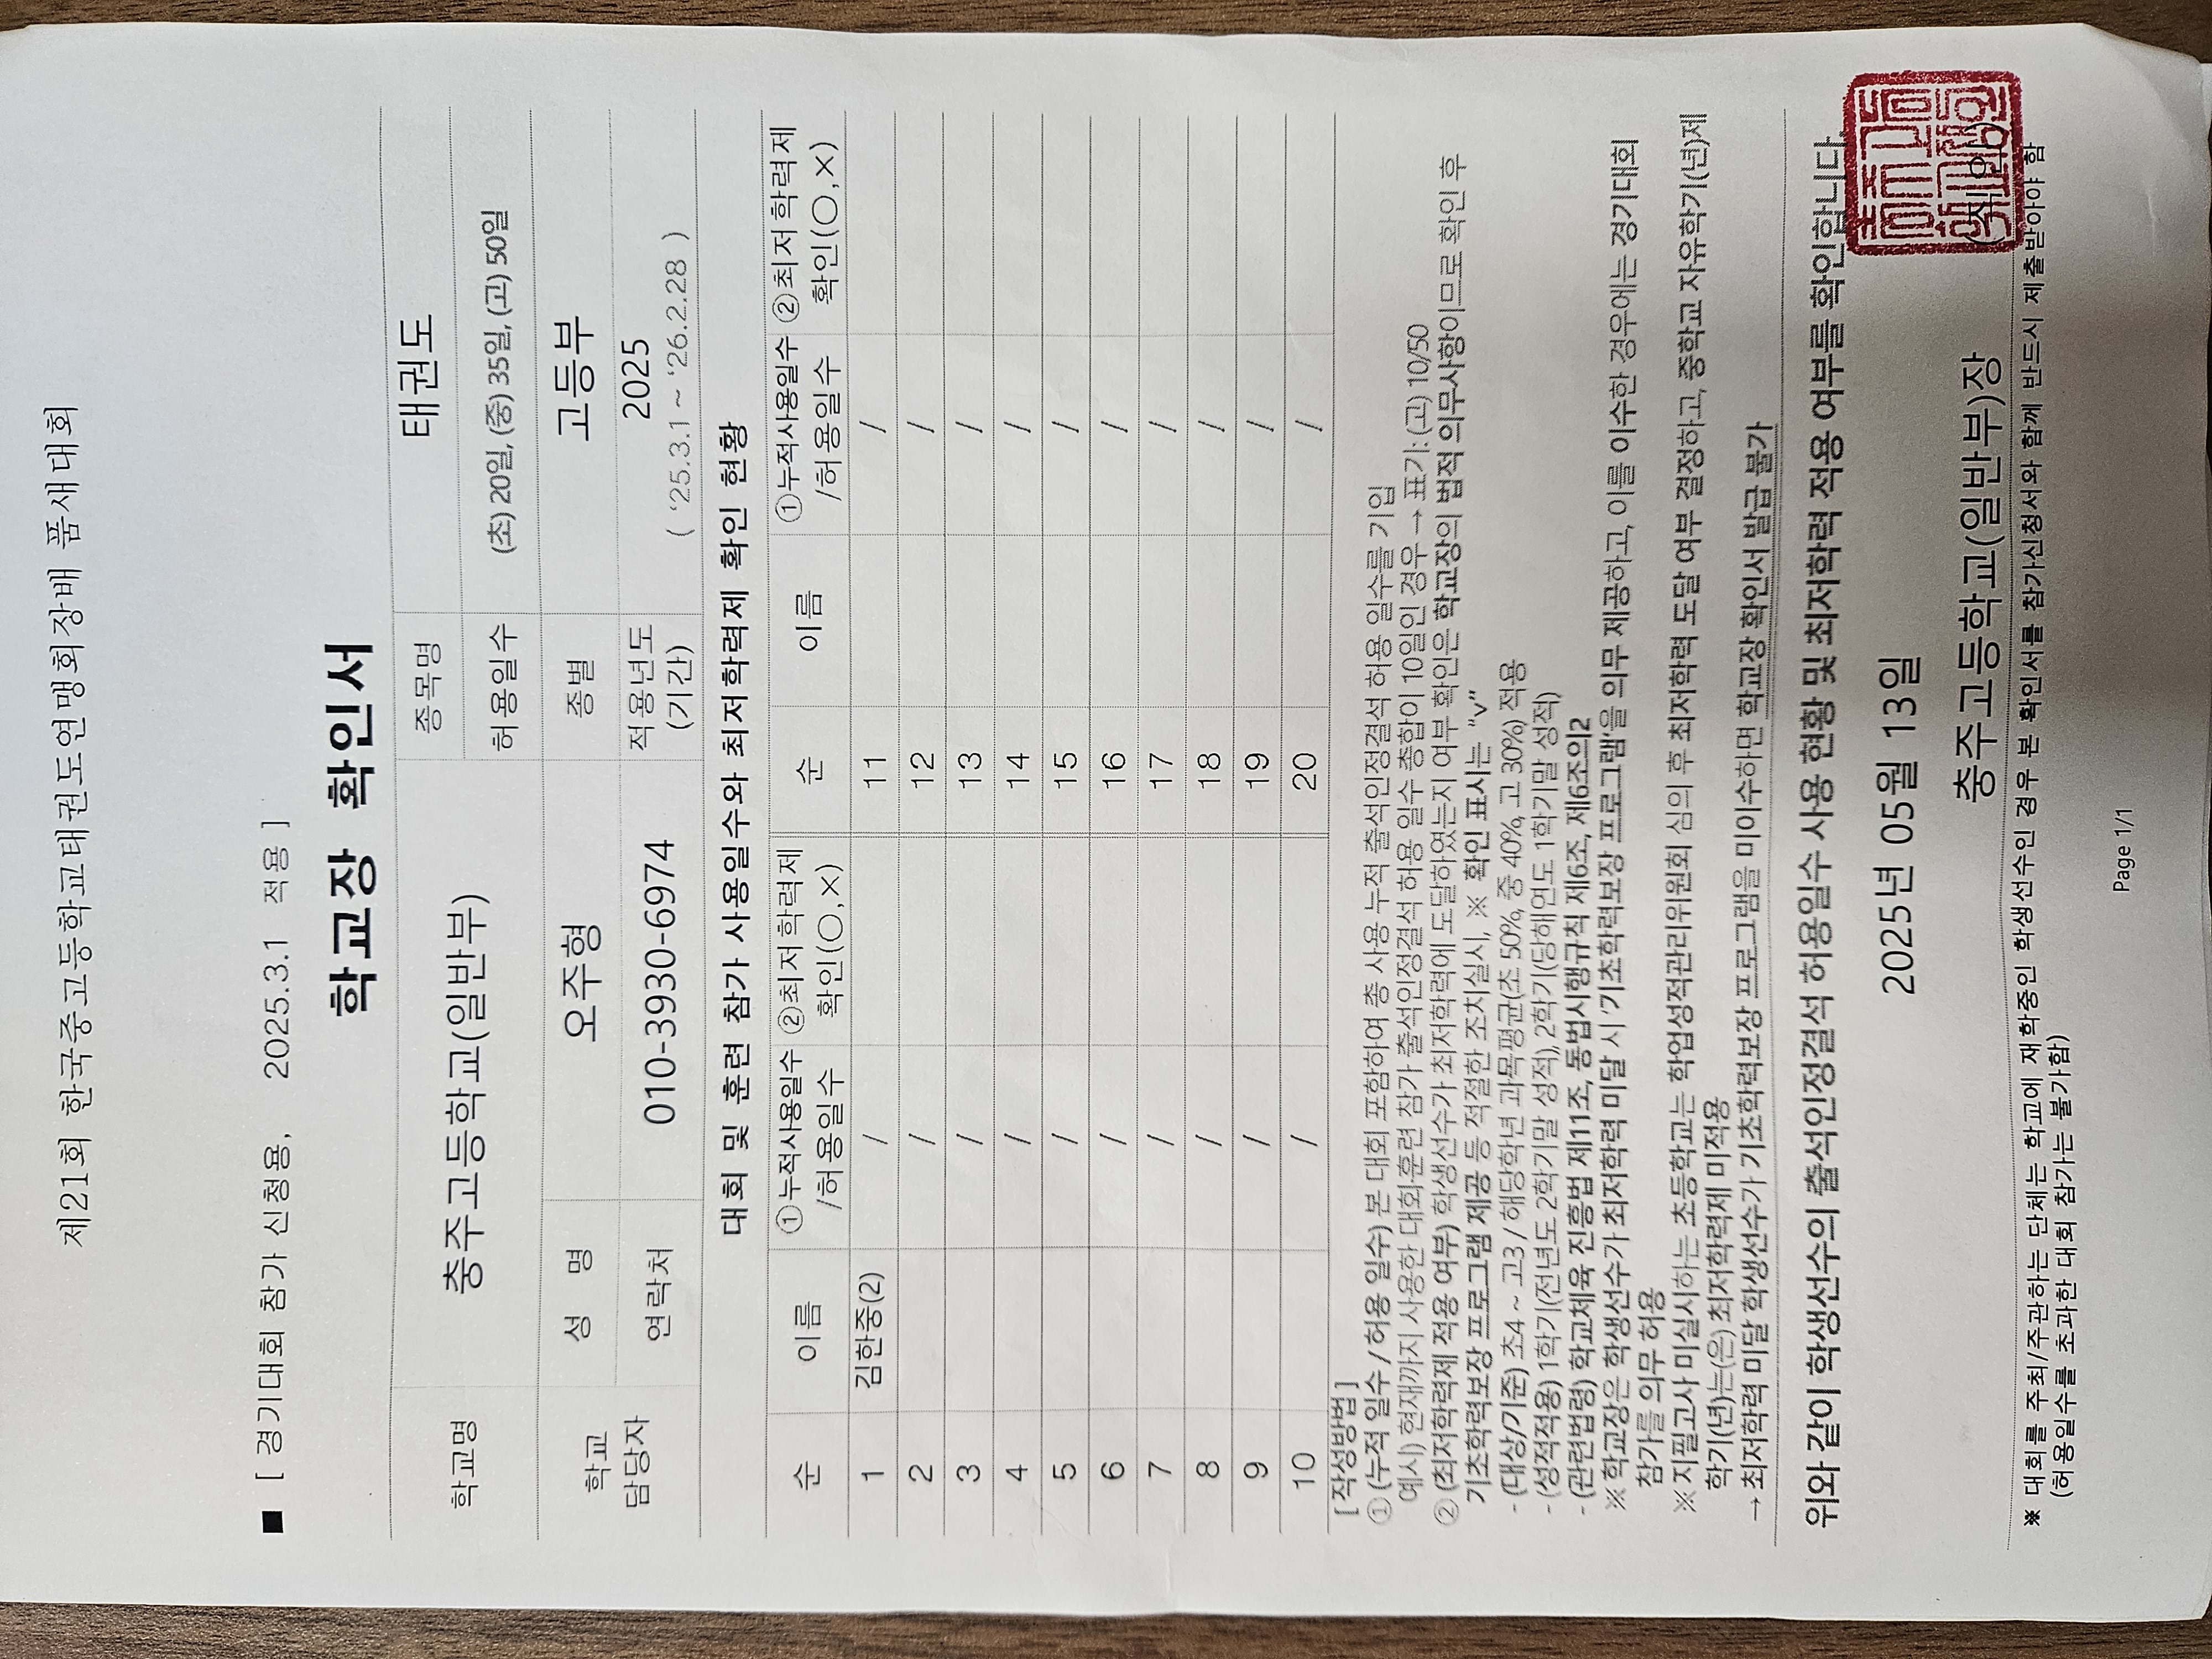 제21회 한국중고등학교태권도연맹회장배 품새대회
■ [ 경기대회 참가 신청용, 2025.3.1 적용 ]
학교장 확인서
학교명 충주고등학교(일반부) 종목명 태권도
허용일수 (초) 20일, (중) 35일, (고) 50일
학교 담당자 성 명 오주형 종별 고등부
연락처 010-3930-6974 적용년도 (기간) 2025 ( ‘25.3.1 ~ ‘26.2.28 )
대회 및 훈련 참가 사용일수와 최저학력제 확인 현황
순 이름 ①누적사용일수 /허용일수 ②최저학력제 확인(○,×) 순 이름 ①누적사용일수 /허용일수 ②최저학력제 확인(○,×)
1 김한중(2) / 11 /
2 / 12 /
3 / 13 /
4 / 14 /
5 / 15 /
6 / 16 /
7 / 17 /
8 / 18 /
9 / 19 /
10 / 20 /
[ 작성방법 ]
① (누적 일수 / 허용 일수) 본 대회 포함하여 총 사용 누적 출석인정결석 허용 일수를 기입
예시) 현재까지 사용한 대회훈련 참가 출석인정결석 허용 일수 총합이 10일인 경우 → 표기: (고) 10/50
② (최저학력제 적용 여부) 학생선수가 최저학력에 도달하였는지 여부 확인은 학교장의 법적 의무사항이므로 확인 후
기초학력보장 프로그램 제공 등 적절한 조치실시, ※ 확인 표시는 “v”
- (대상/기준) 초4 ~ 고3 / 해당학년 과목평균(초 50%, 중 40%, 고 30%) 적용
- (성적적용) 1학기(전년도 2학기말 성적), 2학기(당해연도 1학기말 성적)
- (관련법령) 학교체육 진흥법 제11조, 동법시행규칙 제6조, 제6조의2
※ 학교장은 학생선수가 최저학력 미달 시 ‘기초학력보장 프로그램’을 의무 제공하고, 이를 이수한 경우에는 경기대회
참가를 의무 허용
※ 지필고사 미실시하는 초등학교는 학업성적관리위원회 심의 후 최저학력 도달 여부 결정하고, 중학교 자유학기(년)제
학기(년)는(은) 최저학력제 미적용
→ 최저학력 미달 학생선수가 기초학력보장 프로그램을 미이수하면 학교장 확인서 발급 불가
위와 같이 학생선수의 출석인정결석 허용일수 사용 현황 및 최저학력 적용 여부를 확인합니다.
2025년 05월 13일
충주고등학교(일반부)장 (직인)
※ 대회를 주최/주관하는 단체는 학교에 재학중인 학생선수인 경우 본 확인서를 참가신청서와 함께 반드시 제출받아야 함
(허용일수를 초과한 대회 참가는 불가함)
Page 1/1